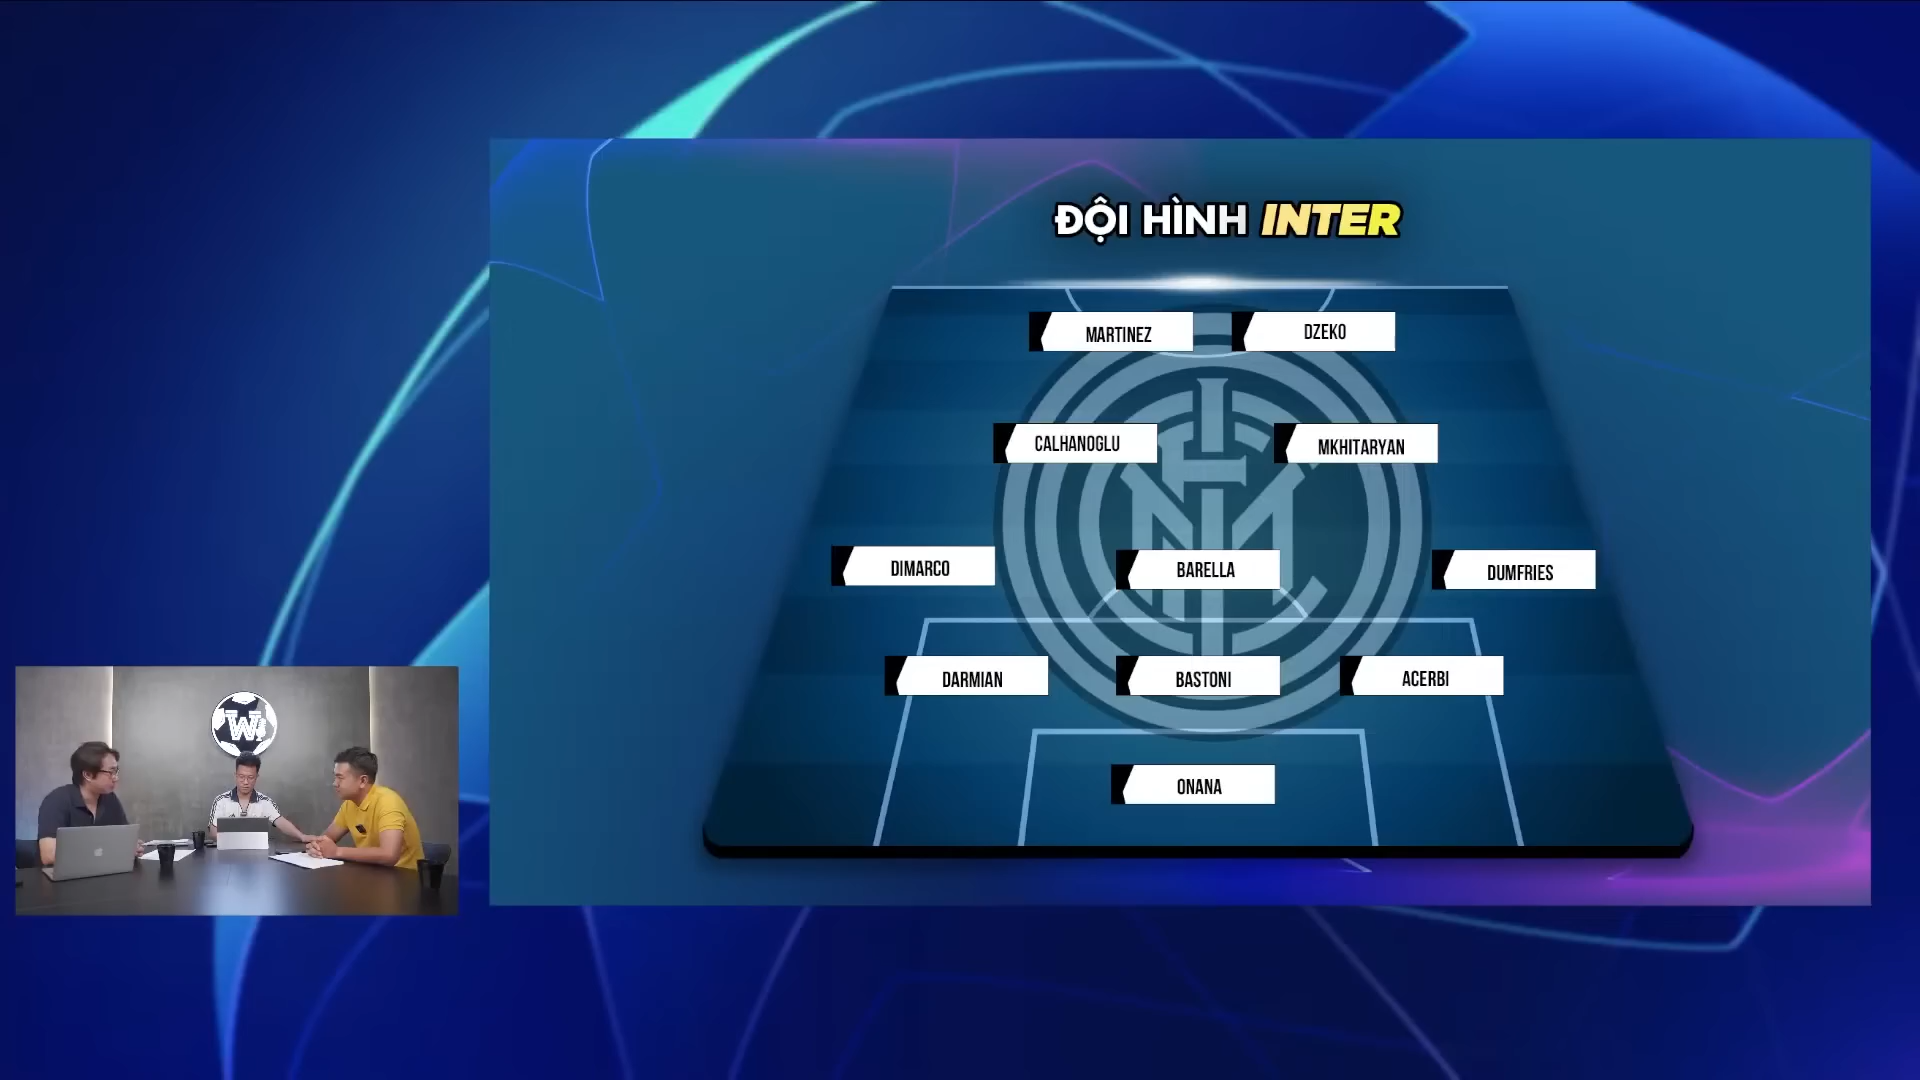 ĐỘI HÌNH INTER
MARTINEZ
DZEKO
CALHANOGLU
MKHITARYAN
DIMARCO
BARELLA
DUMFRIES
DARMIAN
BASTONI
ACERBI
ONANA
W